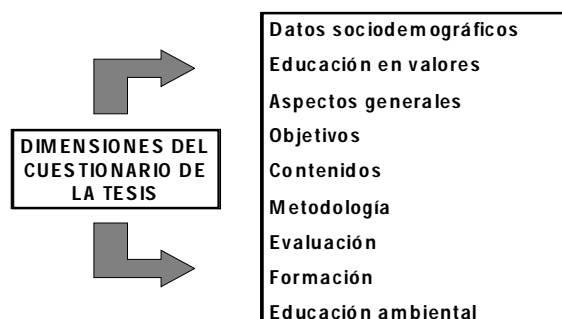 DIMENSIONES DEL
CUESTIONARIO DE
LA TESIS
Datos sociodemográficos
Educación en valores
Aspectos generales
Objetivos
Contenidos
Metodología
Evaluación
Formación
Educación ambiental